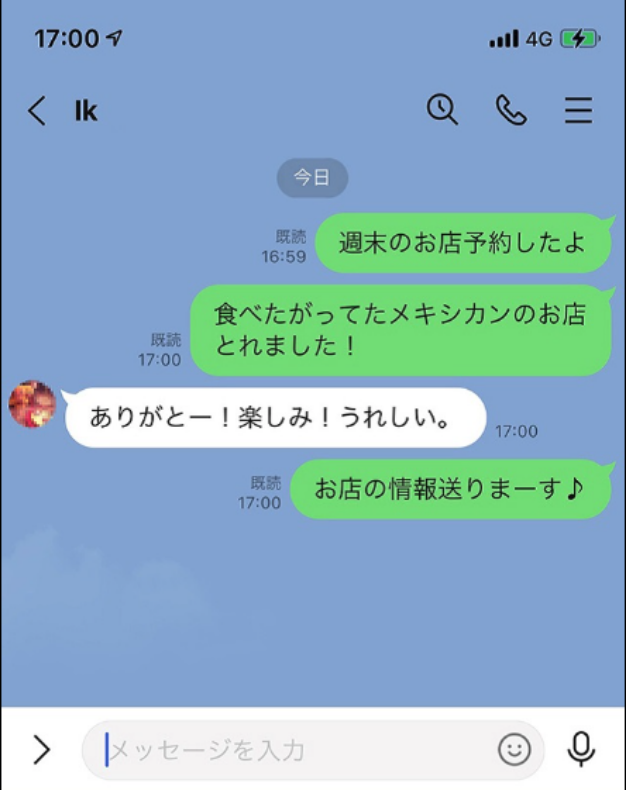 17:00 4G
lk
今日
既読
16:59
週末のお店予約したよ
食べたがってたメキシカンのお店
とれました！
既読
17:00
ありがとー！楽しみ！うれしい。
17:00
お店の情報送りまーす♪
既読
17:00
メッセージを入力